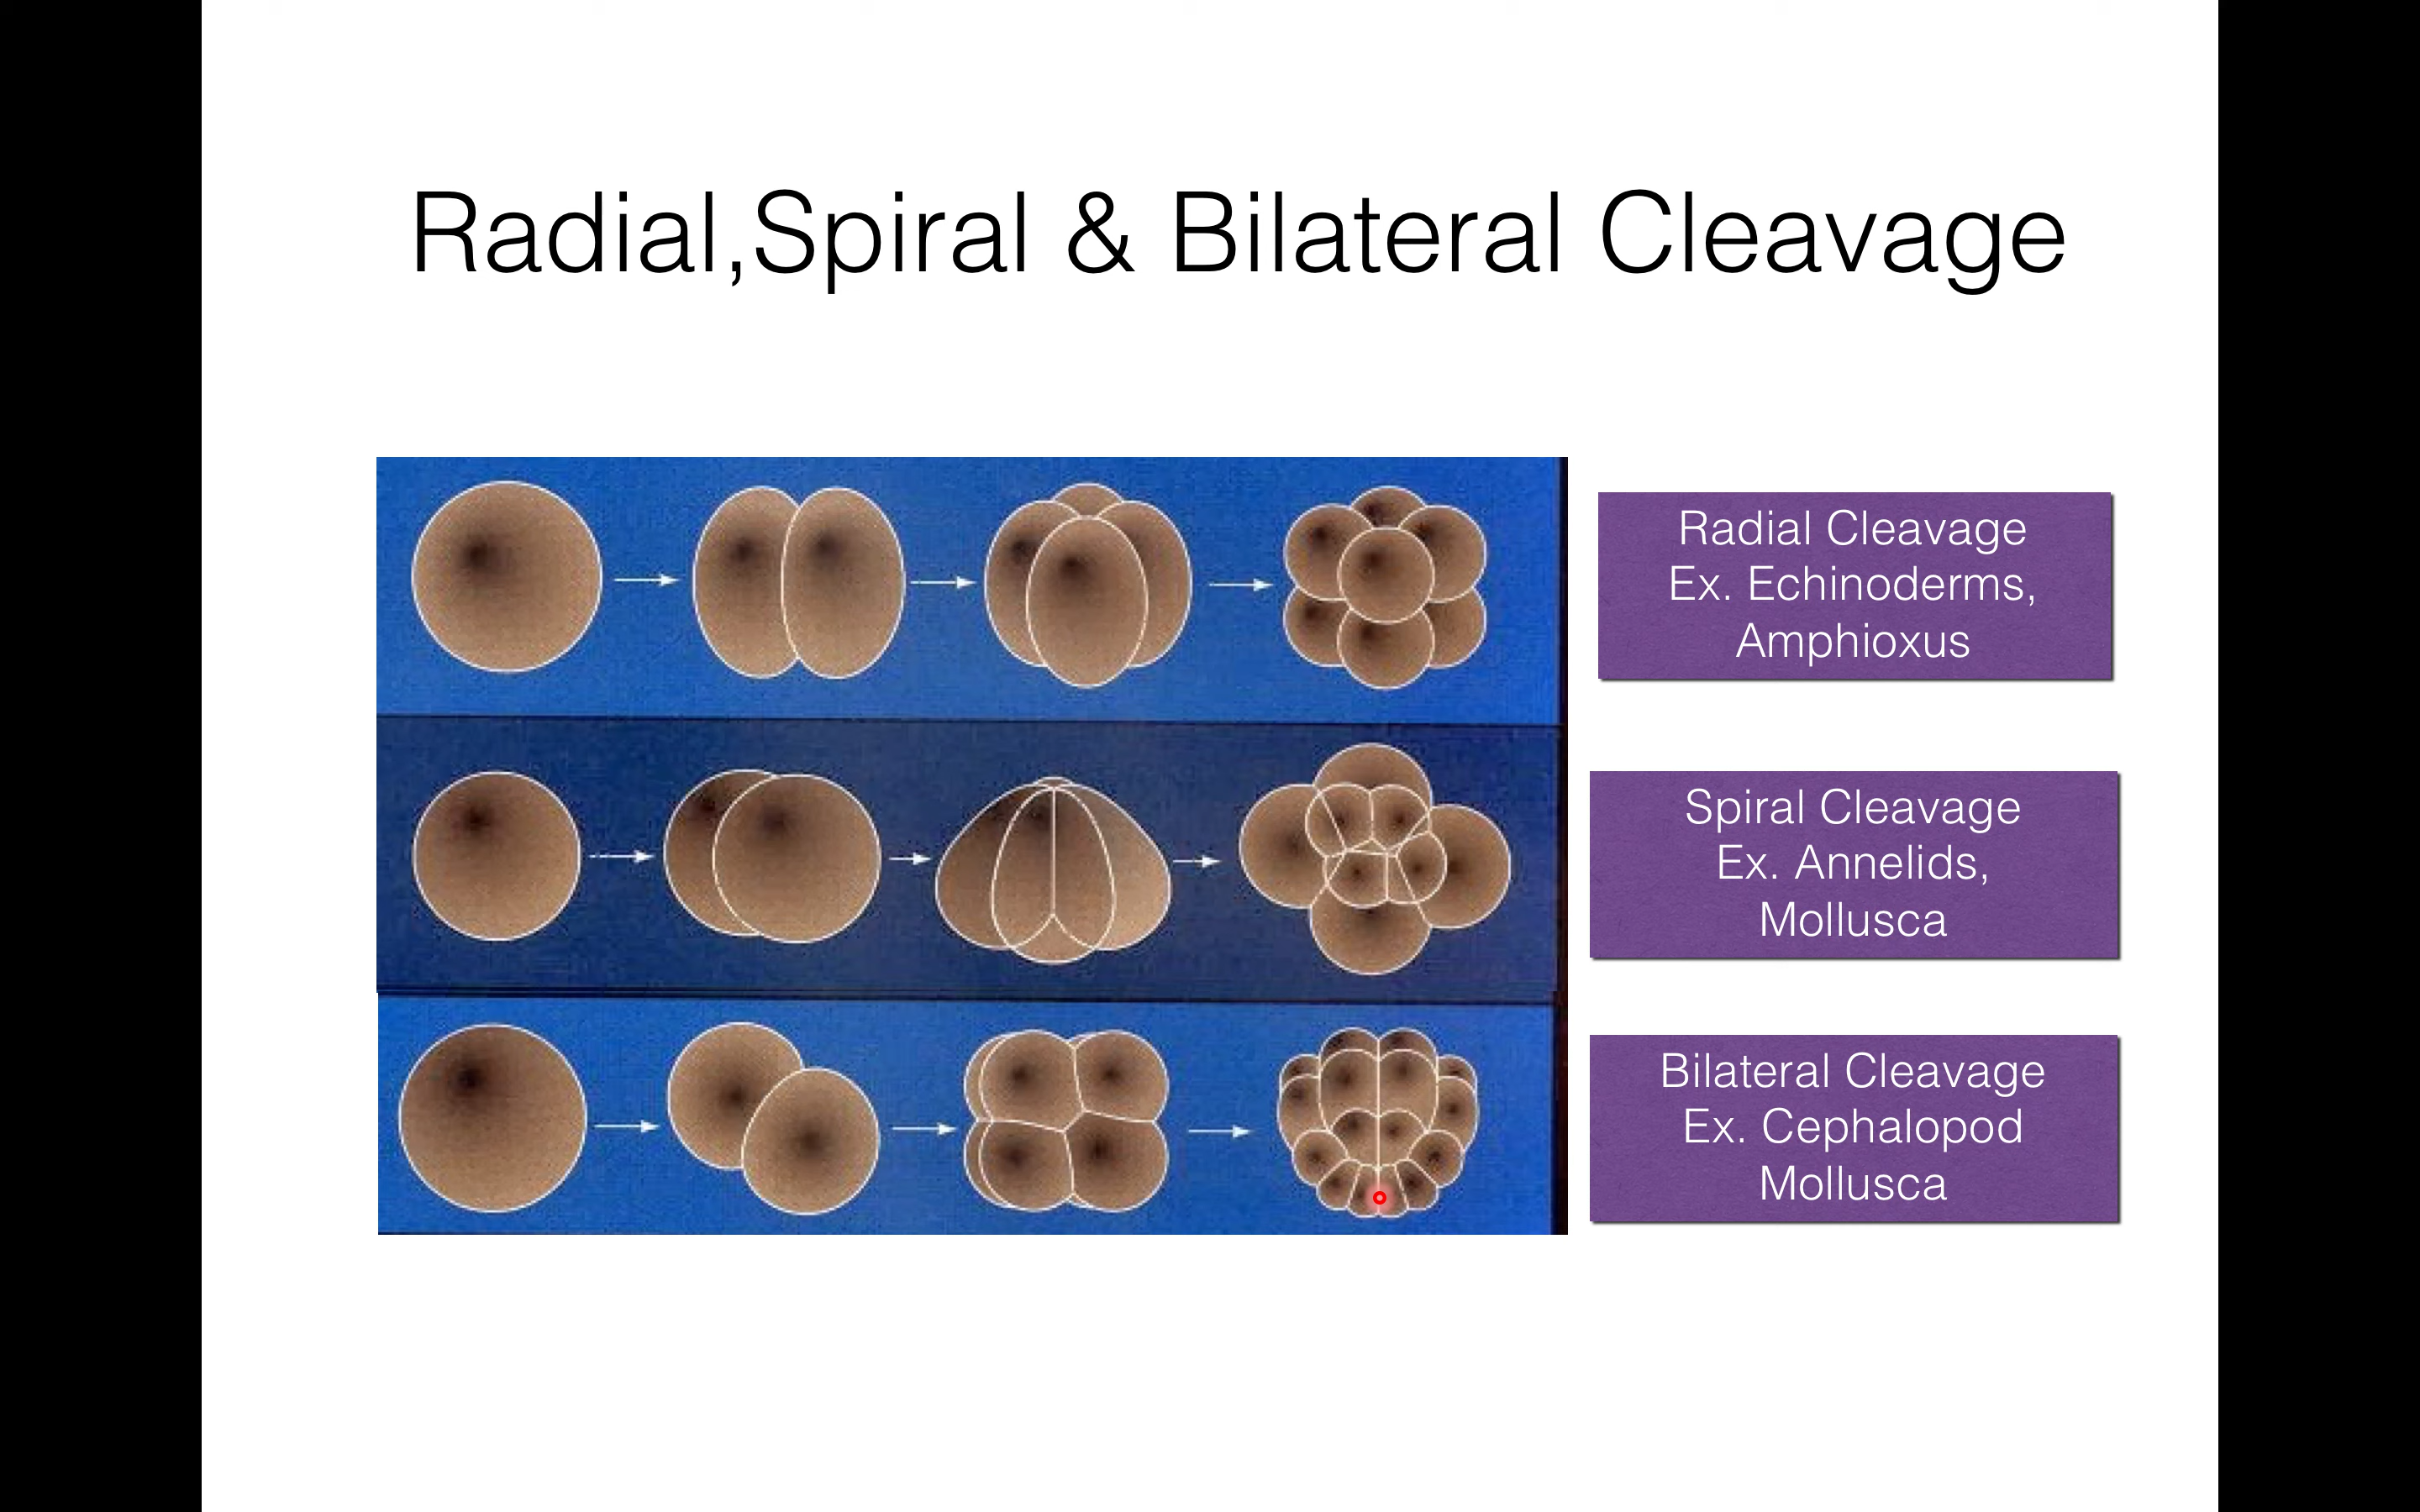 Radial,Spiral & Bilateral Cleavage
Radial Cleavage
Ex. Echinoderms,
Amphioxus
Spiral Cleavage
Ex. Annelids,
Mollusca
Bilateral Cleavage
Ex. Cephalopod
Mollusca